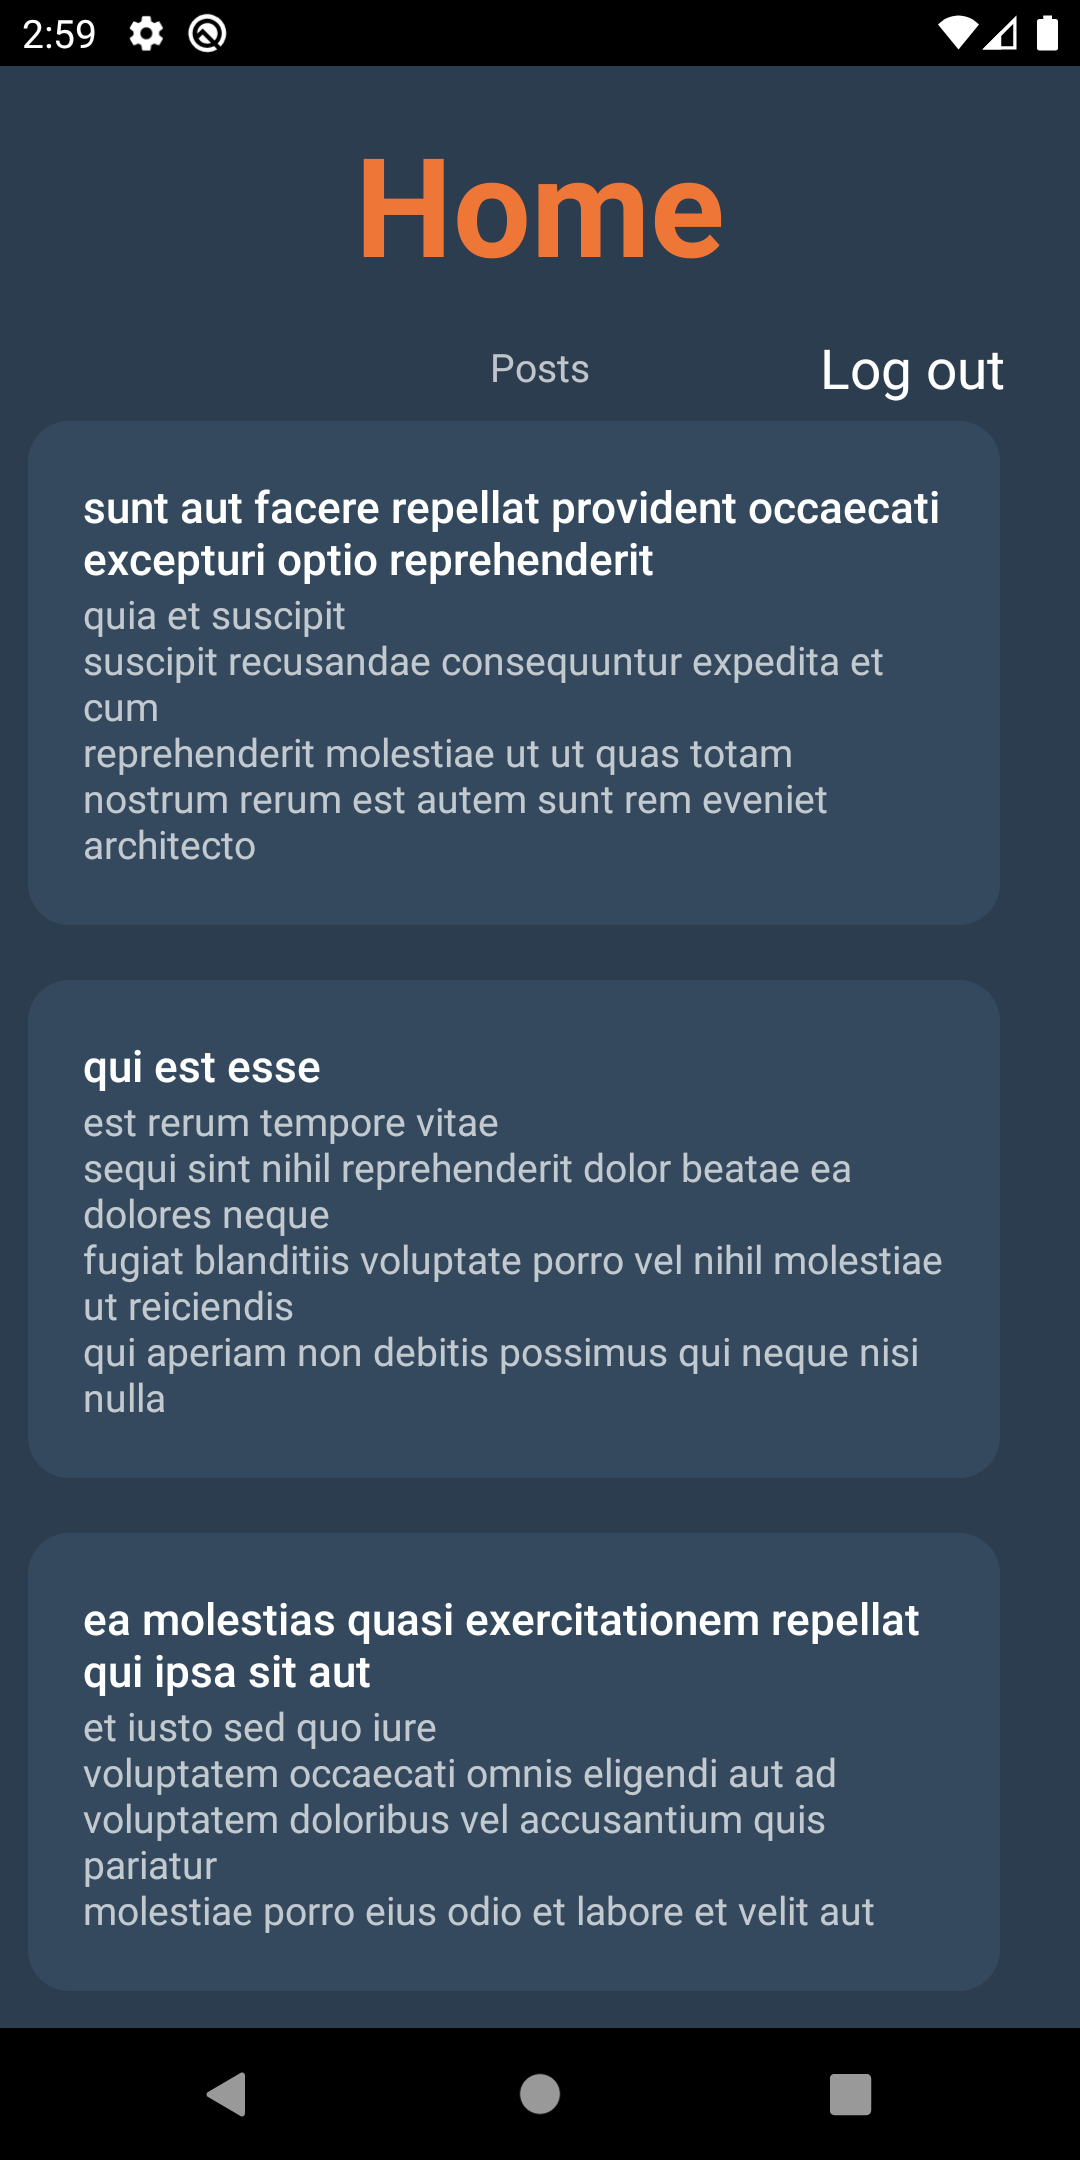 2:59
Home
Posts
Log out
sunt aut facere repellat provident occaecati
excepturi optio reprehenderit
quia et suscipit
suscipit recusandae consequuntur expedita et
cum
reprehenderit molestiae ut ut quas totam
nostrum rerum est autem sunt rem eveniet
architecto
qui est esse
est rerum tempore vitae
sequi sint nihil reprehenderit dolor beatae ea
dolores neque
fugiat blanditiis voluptate porro vel nihil molestiae
ut reiciendis
qui aperiam non debitis possimus qui neque nisi
nulla
ea molestias quasi exercitationem repellat
qui ipsa sit aut
et iusto sed quo iure
voluptatem occaecati omnis eligendi aut ad
voluptatem doloribus vel accusantium quis
pariatur
molestiae porro eius odio et labore et velit aut